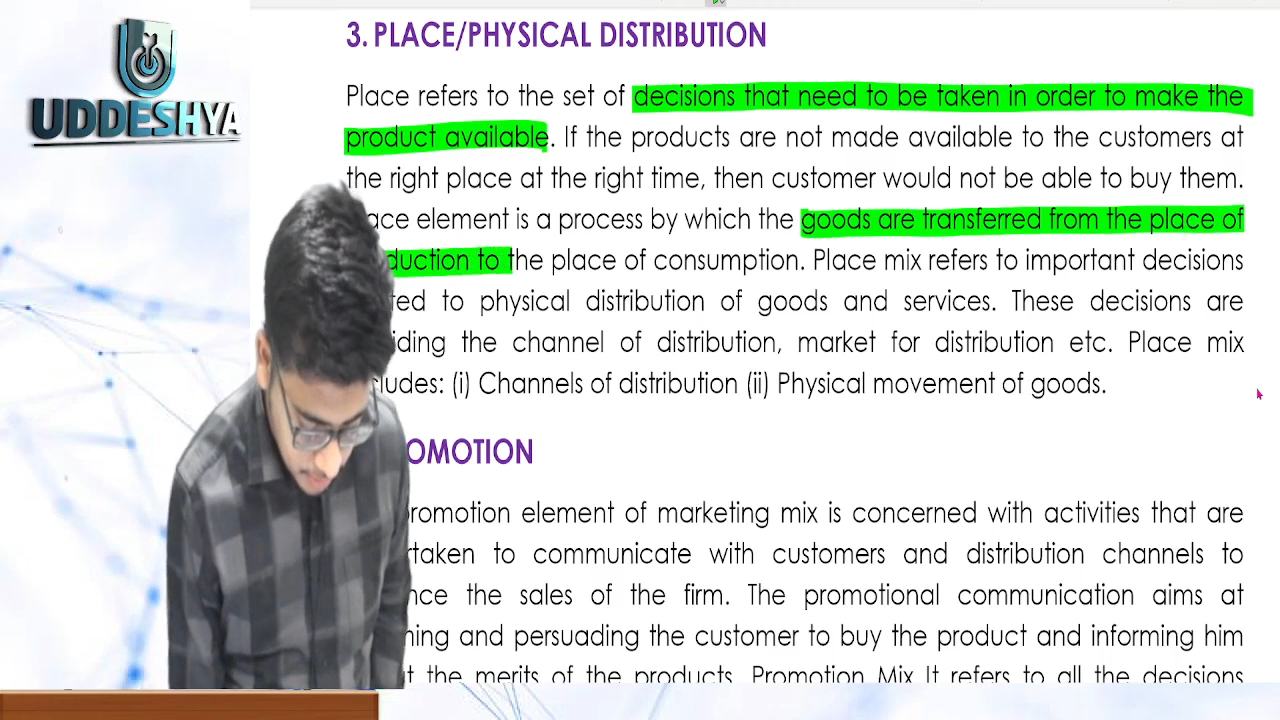 UDDESHYA
3. PLACE/PHYSICAL DISTRIBUTION
Place refers to the set of decisions that need to be taken in order to make the
product available. If the products are not made available to the customers at
the right place at the right time, then customer would not be able to buy them.
ace element is a process by which the goods are transferred from the place of
duction to the place of consumption. Place mix refers to important decisions
ted to physical distribution of goods and services. These decisions are
iding the channel of distribution, market for distribution etc. Place mix
cludes: (i) Channels of distribution (ii) Physical movement of goods.
OMOTION
promotion element of marketing mix is concerned with activities that are
rtaken to communicate with customers and distribution channels to
nce the sales of the firm. The promotional communication aims at
ming and persuading the customer to buy the product and informing him
t the merits of the products. Promotion Mix It refers to all the decisions